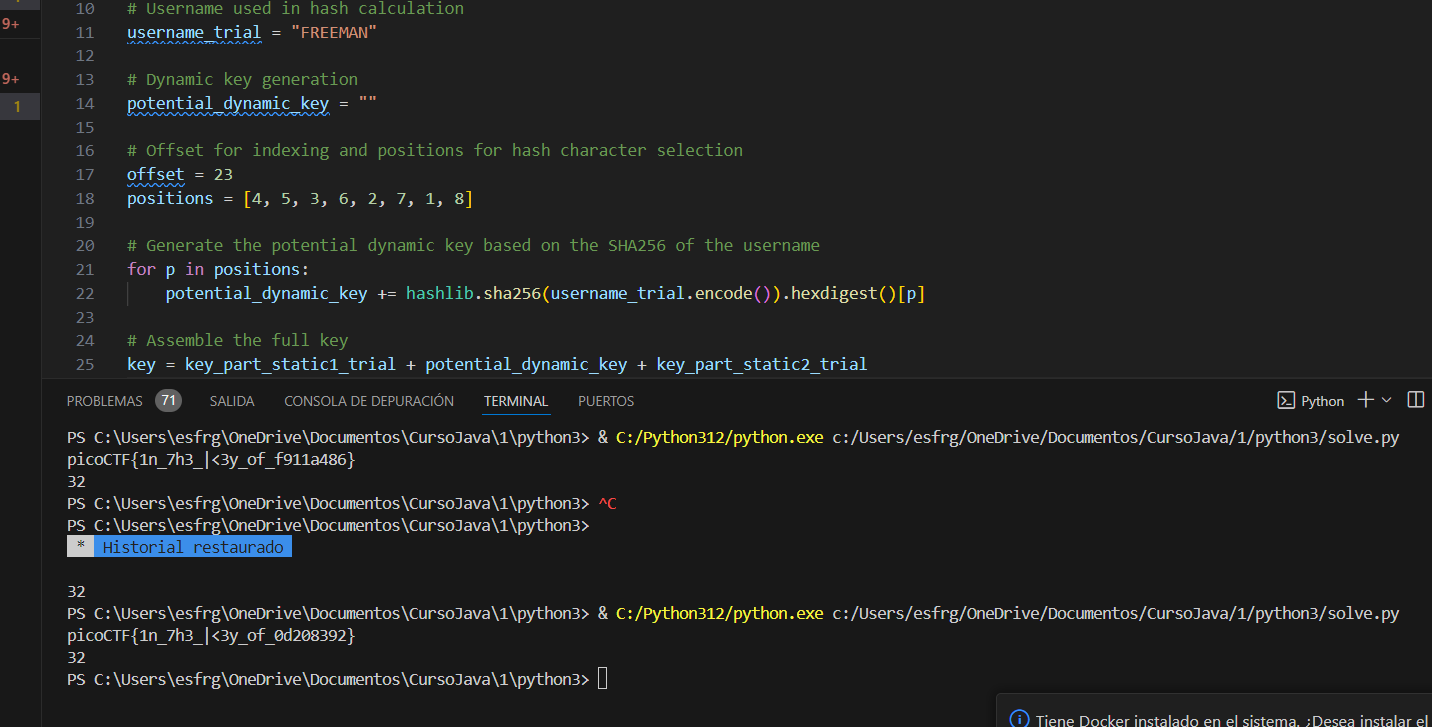 10 # Username used in hash calculation
9+
11 username_trial = "FREEMAN"
12
9+
13 # Dynamic key generation
1
14 potential_dynamic_key = ""
15
16 # Offset for indexing and positions for hash character selection
17 offset = 23
18 positions = [4, 5, 3, 6, 2, 7, 1, 8]
19
20 # Generate the potential dynamic key based on the SHA256 of the username
21 for p in positions:
22 potential_dynamic_key += hashlib.sha256(username_trial.encode()).hexdigest()[p]
23
24 # Assemble the full key
25 key = key_part_static1_trial + potential_dynamic_key + key_part_static2_trial
PROBLEMAS 71 SALIDA CONSOLA DE DEPURACIÓN TERMINAL PUERTOS Python
PS C:\Users\esfrg\OneDrive\Documentos\CursoJava\1\python3> & C:/Python312/python.exe c:/Users/esfrg/OneDrive/Documentos/CursoJava/1/python3/solve.py
picoCTF{1n_7h3_|<3y_of_f911a486}
32
PS C:\Users\esfrg\OneDrive\Documentos\CursoJava\1\python3> ^C
PS C:\Users\esfrg\OneDrive\Documentos\CursoJava\1\python3>
* Historial restaurado
32
PS C:\Users\esfrg\OneDrive\Documentos\CursoJava\1\python3> & C:/Python312/python.exe c:/Users/esfrg/OneDrive/Documentos/CursoJava/1/python3/solve.py
picoCTF{1n_7h3_|<3y_of_0d208392}
32
PS C:\Users\esfrg\OneDrive\Documentos\CursoJava\1\python3>
Tiene Docker instalado en el sistema. ¿Desea instalar el